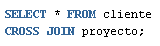 SELECT * FROM cliente
CROSS JOIN proyecto;